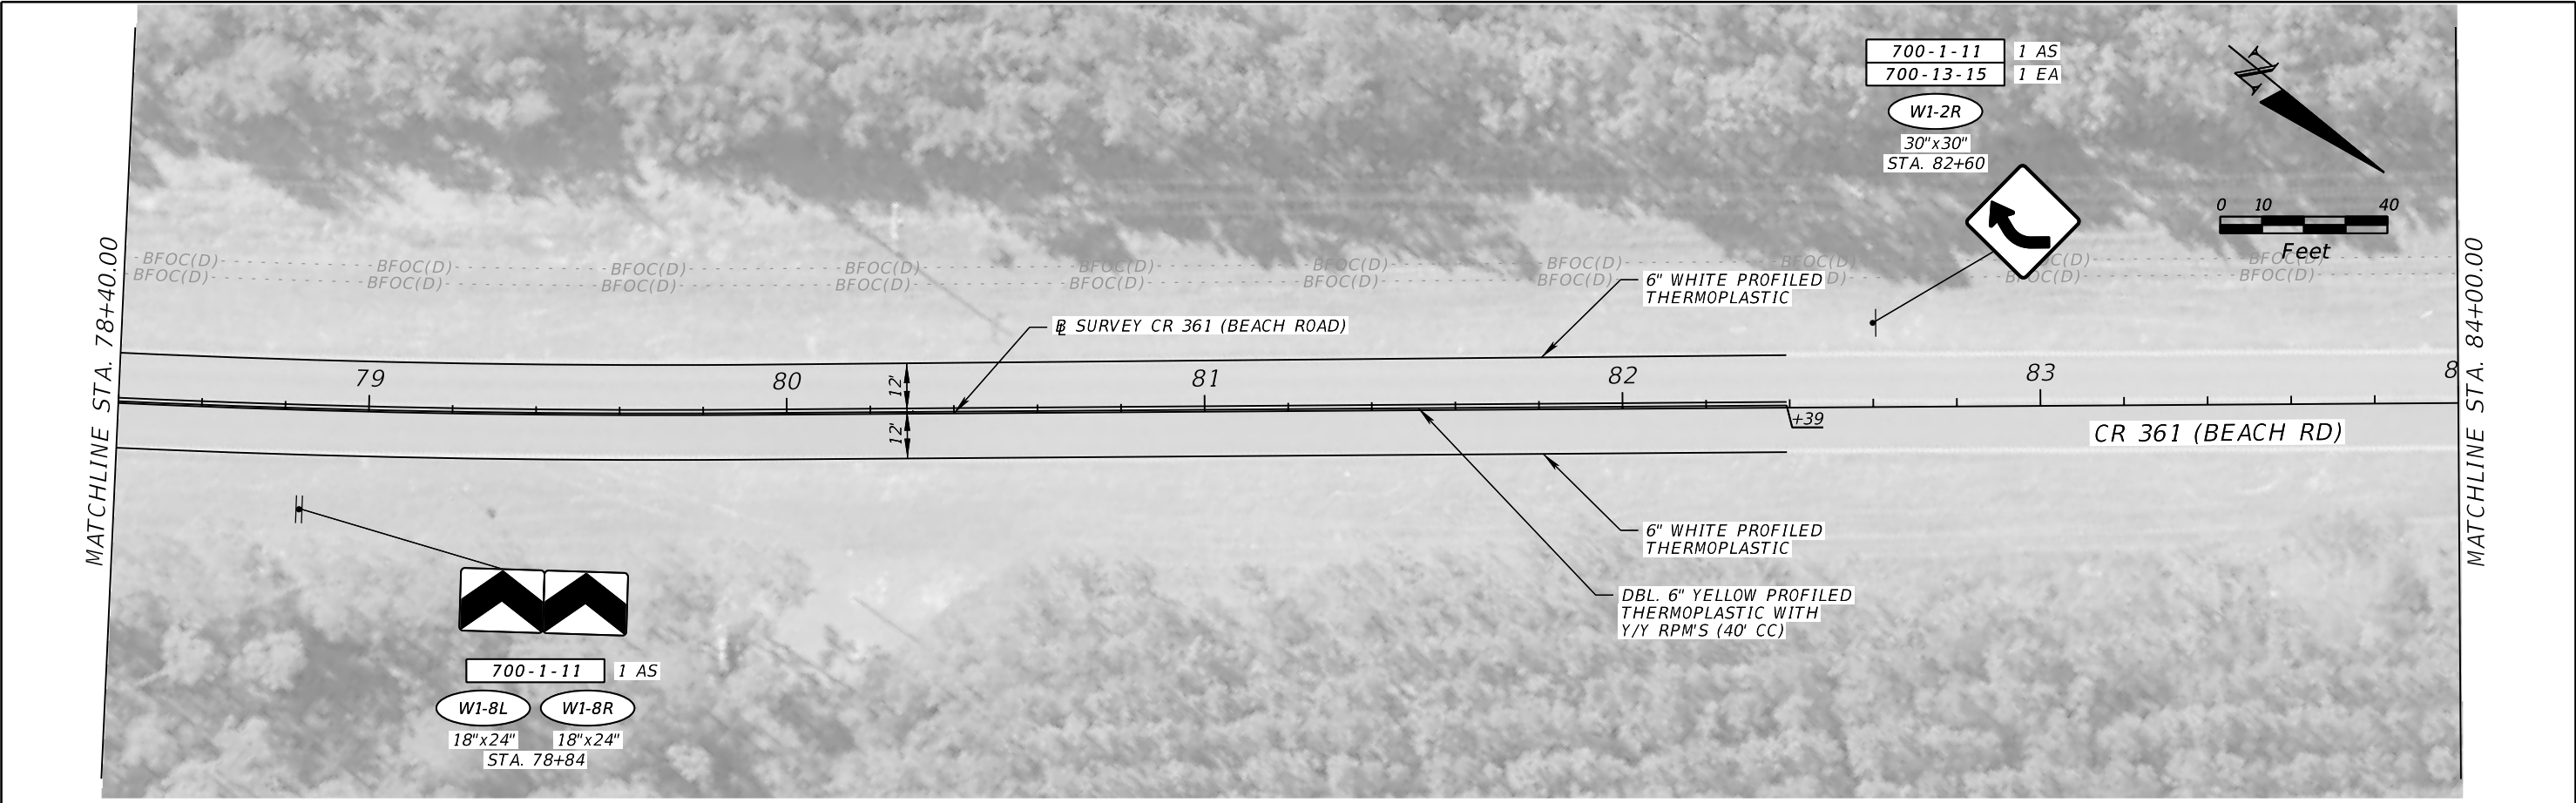 700-1-11 1 AS
700-13-15 1 EA
W1-2R
30"x30"
STA. 82+60
0 10 40
Feet
MATCHLINE STA. 78+40.00
MATCHLINE STA. 84+00.00
BFOC(D) BFOC(D) BFOC(D) BFOC(D) BFOC(D) BFOC(D) BFOC(D) BFOC(D) BFOC(D)
BFOC(D) BFOC(D) BFOC(D) BFOC(D) BFOC(D) BFOC(D) BFOC(D) BFOC(D) BFOC(D)
6" WHITE PROFILED
THERMOPLASTIC
B SURVEY CR 361 (BEACH ROAD)
79 80 81 82 83 8
12'
12'
+39
CR 361 (BEACH RD)
6" WHITE PROFILED
THERMOPLASTIC
DBL. 6" YELLOW PROFILED
THERMOPLASTIC WITH
Y/Y RPM'S (40' CC)
700-1-11 1 AS
W1-8L W1-8R
18"x24" 18"x24"
STA. 78+84